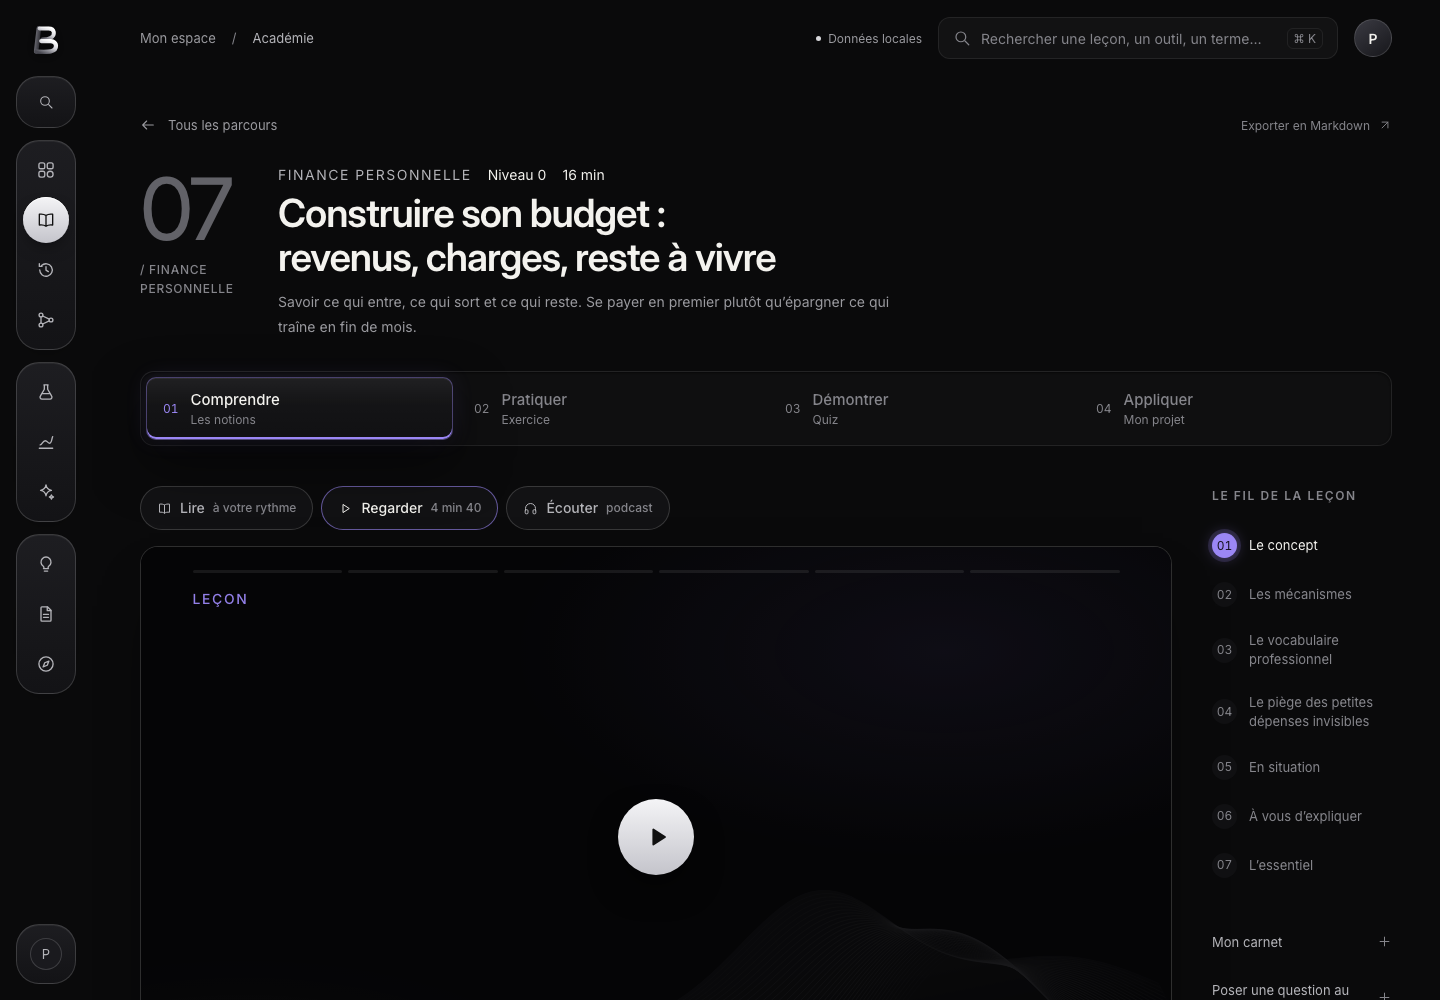 B
Mon espace / Académie
Données locales
Rechercher une leçon, un outil, un terme...
⌘ K
P
Tous les parcours
Exporter en Markdown
07
/ FINANCE
PERSONNELLE
FINANCE PERSONNELLE Niveau 0 16 min
Construire son budget :
revenus, charges, reste à vivre
Savoir ce qui entre, ce qui sort et ce qui reste. Se payer en premier plutôt qu’épargner ce qui
traîne en fin de mois.
01 Comprendre
Les notions
02 Pratiquer
Exercice
03 Démontrer
Quiz
04 Appliquer
Mon projet
Lire à votre rythme
Regarder 4 min 40
Écouter podcast
LEÇON
LE FIL DE LA LEÇON
01 Le concept
02 Les mécanismes
03 Le vocabulaire
professionnel
04 Le piège des petites
dépenses invisibles
05 En situation
06 À vous d’expliquer
07 L’essentiel
Mon carnet
Poser une question au
P